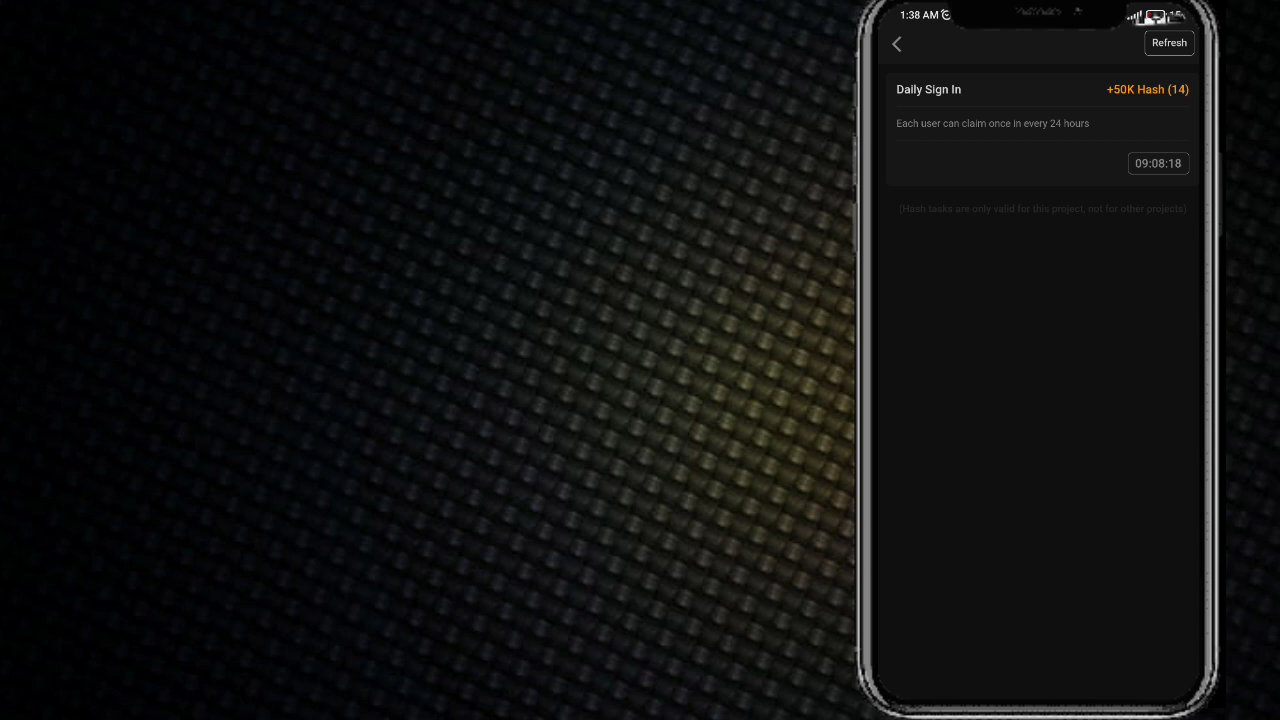 1:38 AM
Refresh
Daily Sign In
+50K Hash (14)
Each user can claim once in every 24 hours
09:08:18
(Hash tasks are only valid for this project, not for other projects)